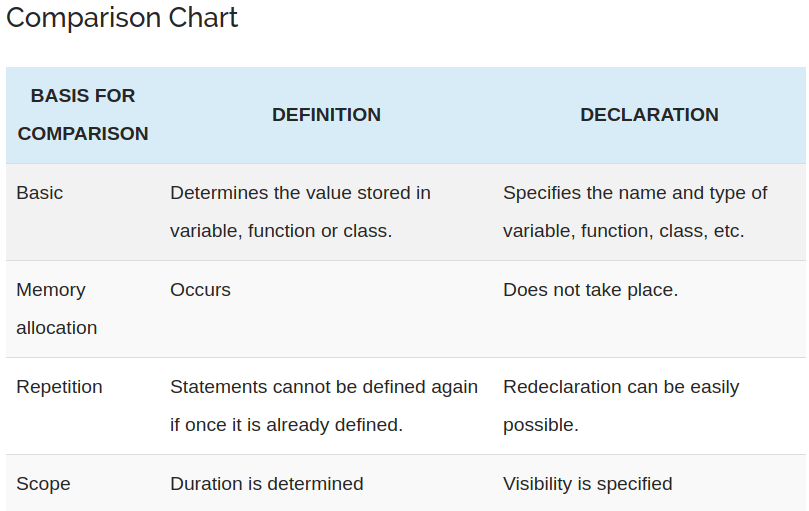 Comparison Chart
BASIS FOR
COMPARISON
DEFINITION
DECLARATION
Basic
Determines the value stored in
variable, function or class.
Specifies the name and type of
variable, function, class, etc.
Memory
allocation
Occurs
Does not take place.
Repetition
Statements cannot be defined again
if once it is already defined.
Redeclaration can be easily
possible.
Scope
Duration is determined
Visibility is specified